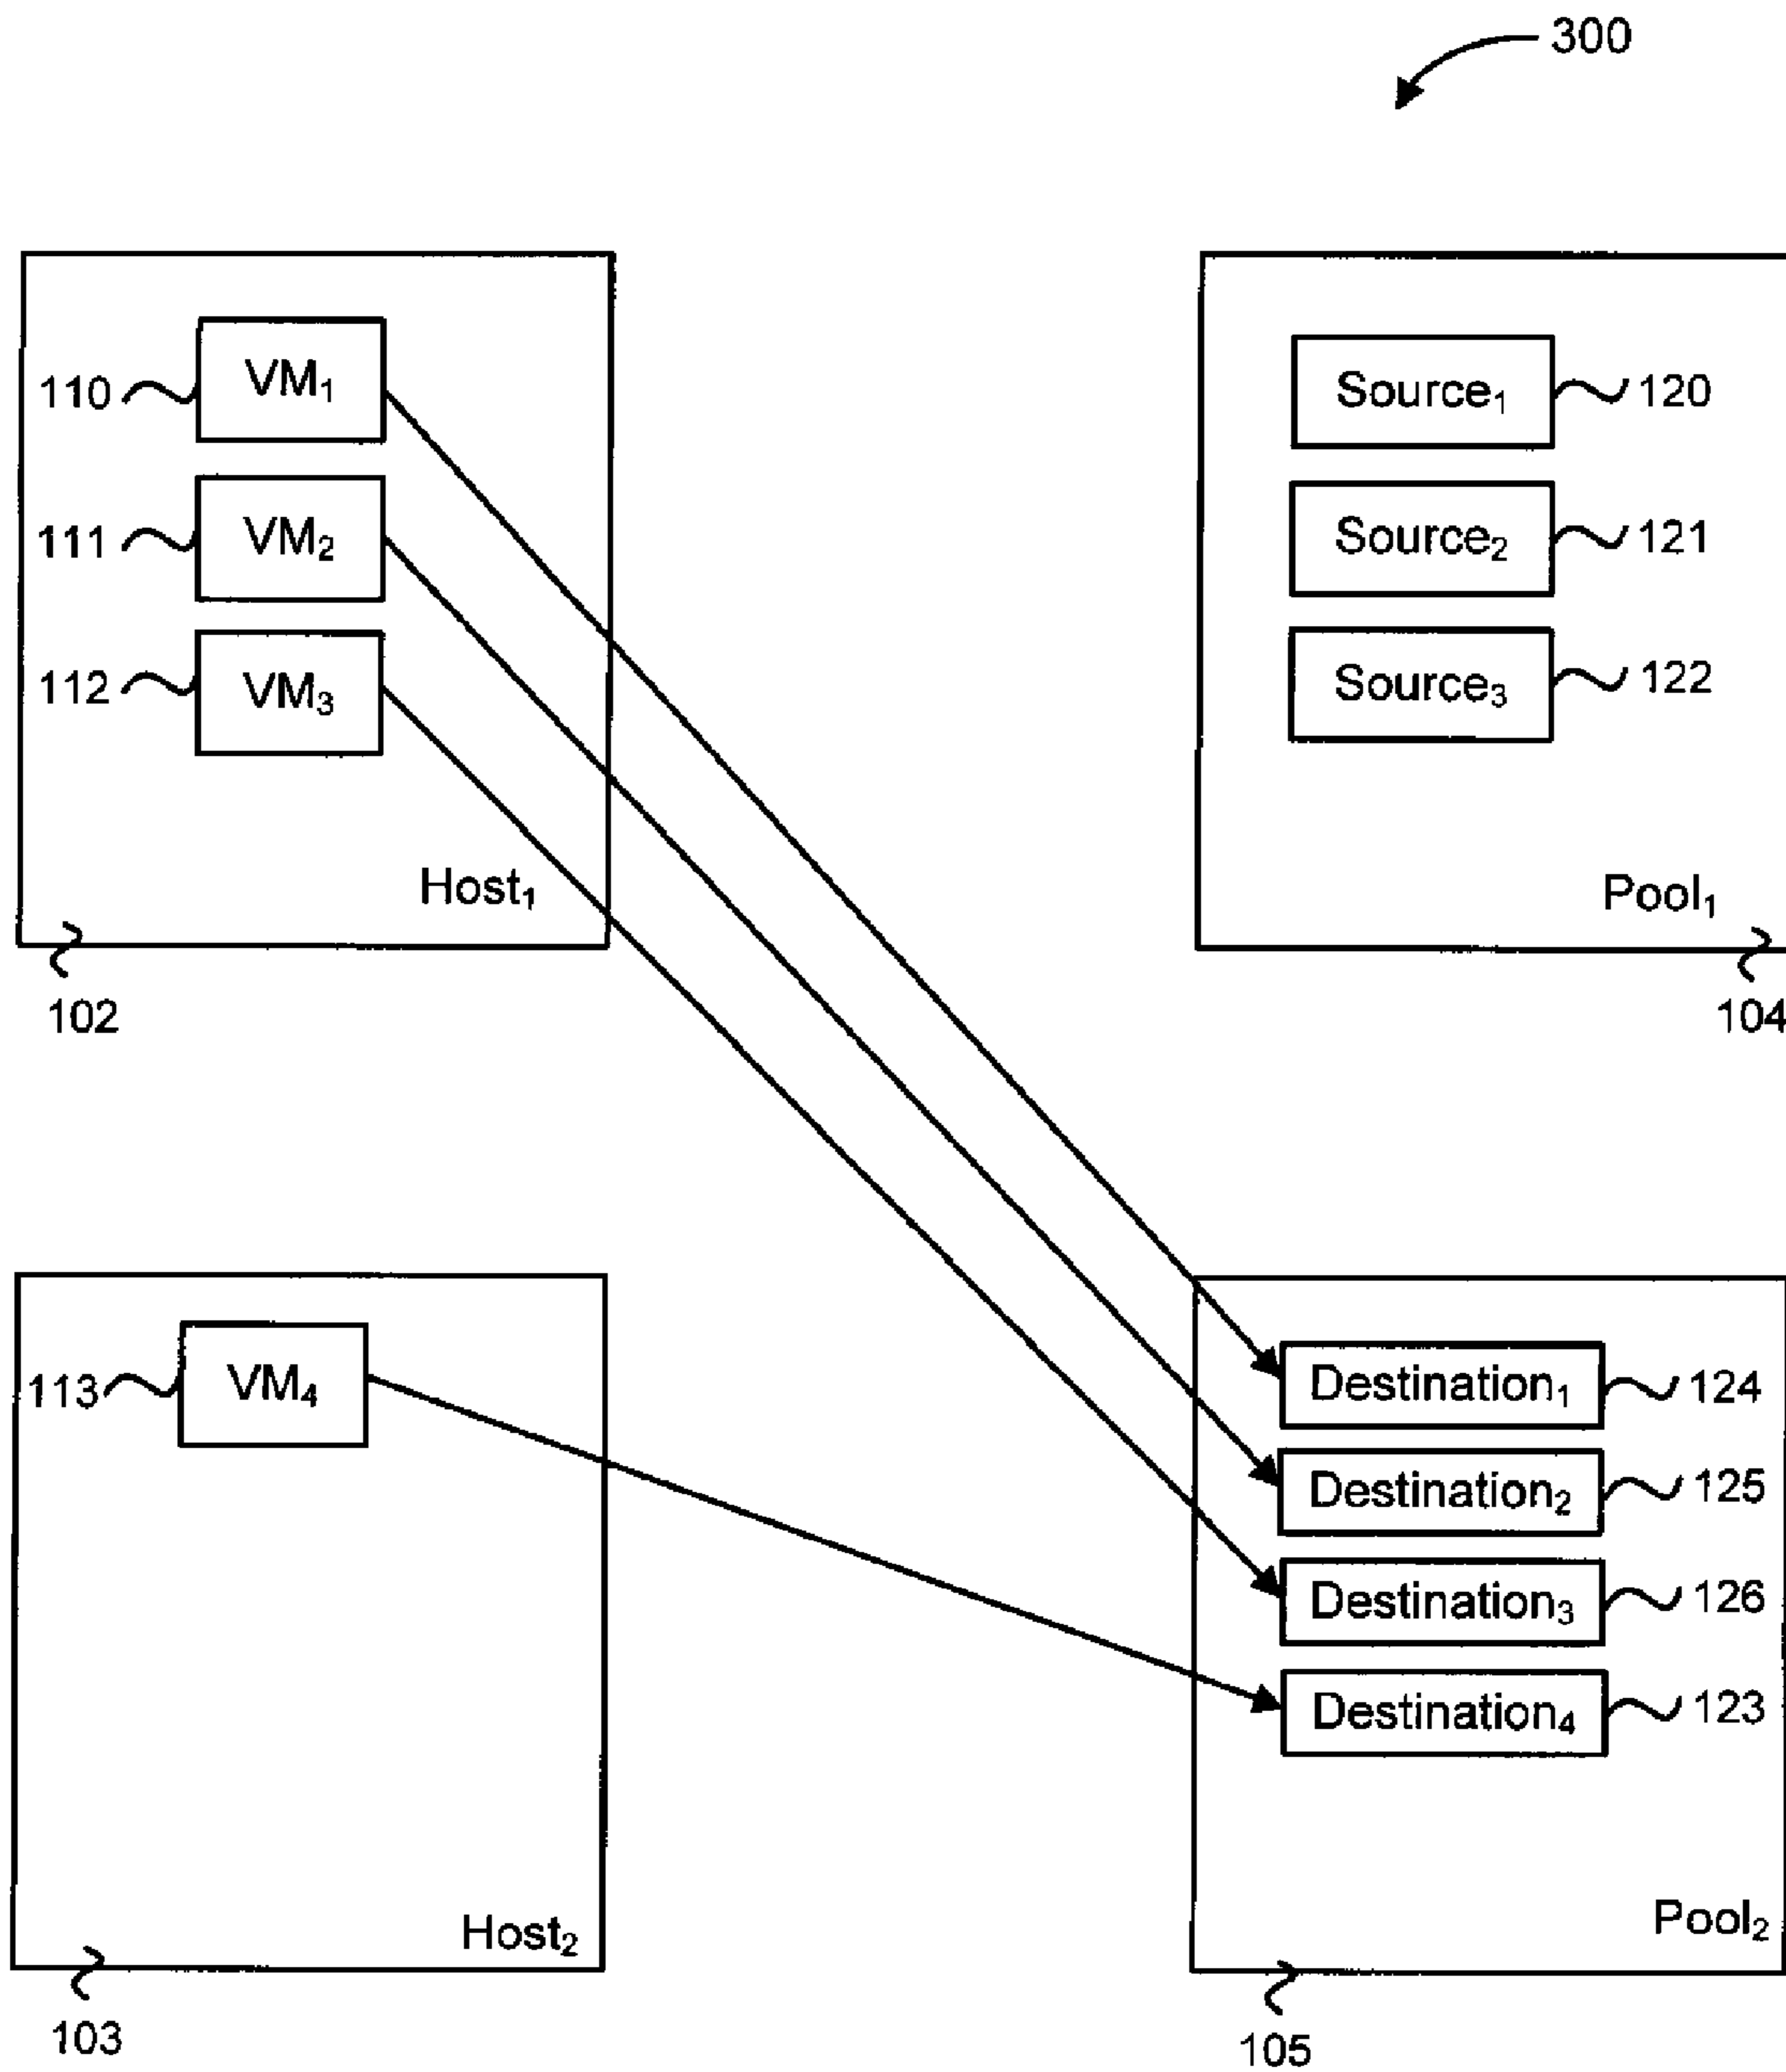 300
110
VM₁
111
VM₂
112
VM₃
Host₁
102
Source₁
120
Source₂
121
Source₃
122
Pool₁
104
113
VM₄
Host₂
103
Destination₁
124
Destination₂
125
Destination₃
126
Destination₄
123
Pool₂
105